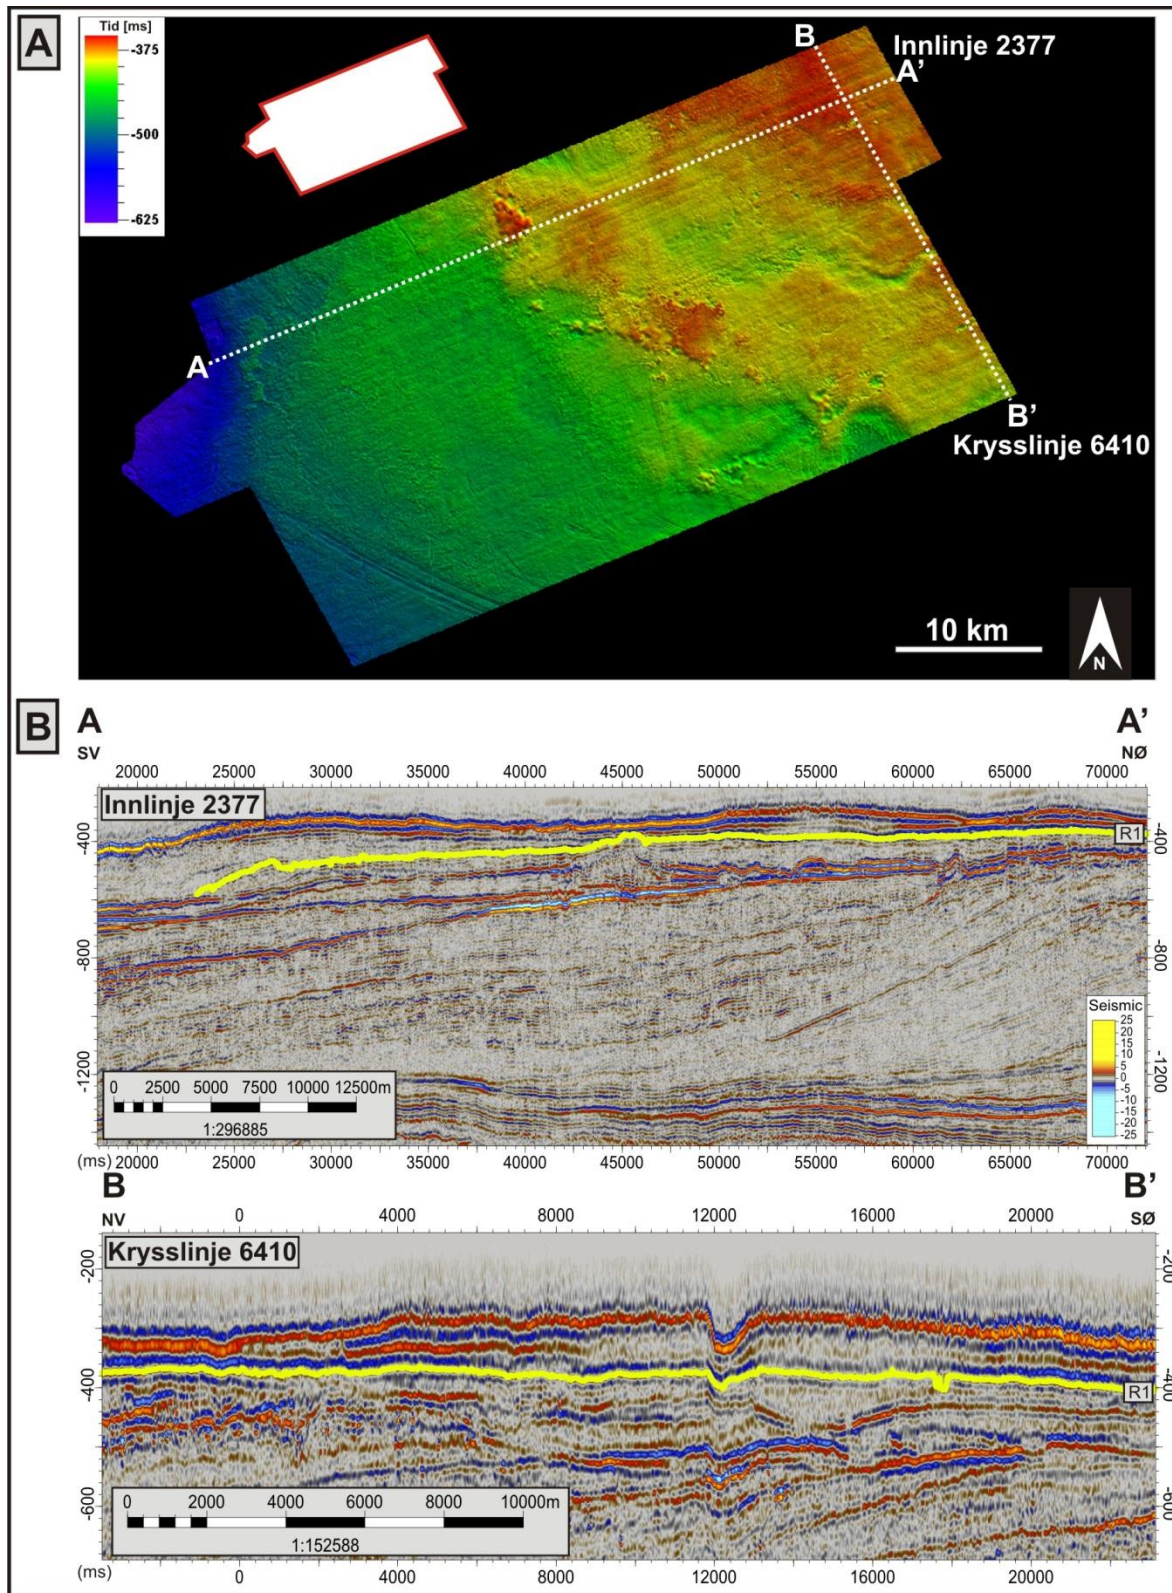 A
Tid [ms]
-375
-500
-625
B
Innlinje 2377
A'
A
B'
Krysslinje 6410
10 km
N
B
A
A'
SV
NØ
20000 25000 30000 35000 40000 45000 50000 55000 60000 65000 70000
Innlinje 2377
-400
-400
R1
-800
-800
-1200
-1200
Seismic
25
20
15
10
5
0
-5
-10
-15
-20
-25
0 2500 5000 7500 10000 12500m
1:296885
(ms) 20000 25000 30000 35000 40000 45000 50000 55000 60000 65000 70000
B
B'
NV
0 4000 8000 12000 16000 20000
SØ
Krysslinje 6410
-200
-200
-400
-400
R1
-600
-600
0 2000 4000 6000 8000 10000m
1:152588
(ms) 0 4000 8000 12000 16000 20000